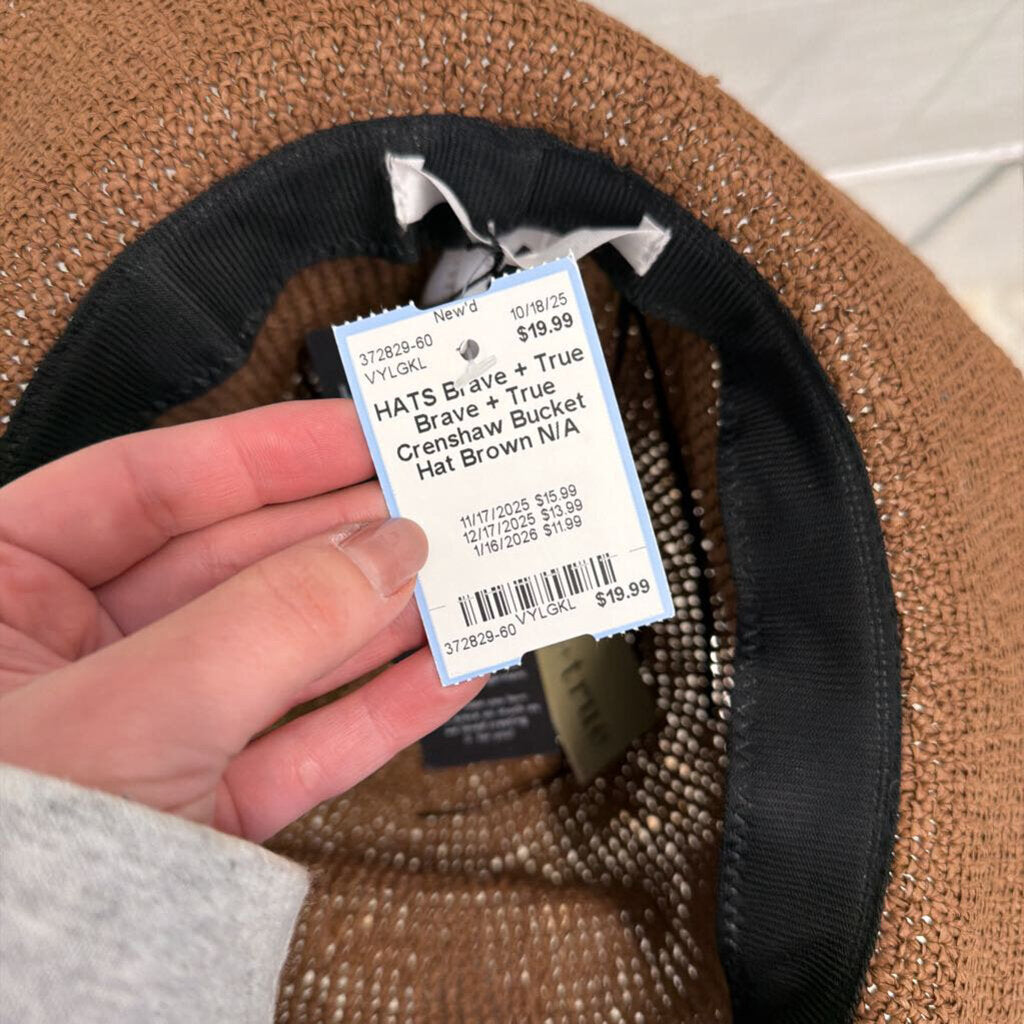 New'd
372829-60 10/18/25
VYLGKL $19.99
HATS Brave + True
Brave + True
Crenshaw Bucket
Hat Brown N/A
11/17/2025 $15.99
12/17/2025 $13.99
1/16/2026 $11.99
372829-60 VYLGKL $19.99
true